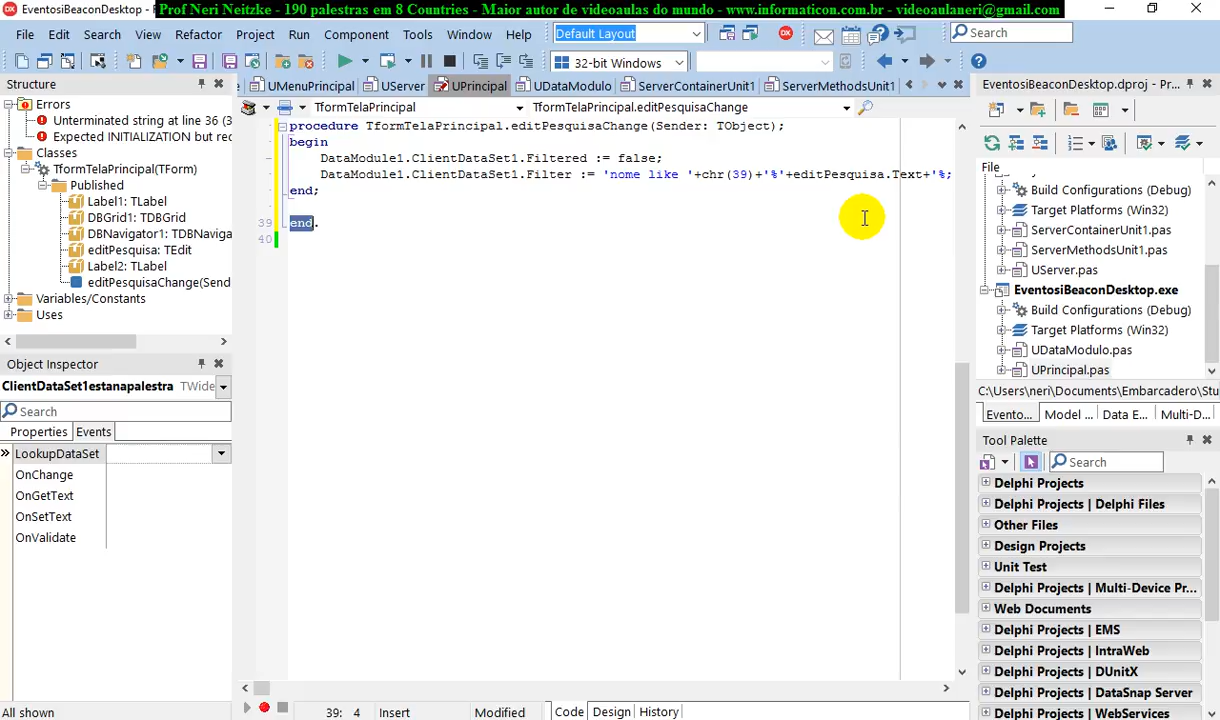 EventosiBeaconDesktop -
Prof Neri Neitzke - 190 palestras em 8 Countries - Maior autor de videoaulas do mundo - www.informaticon.com.br - videoaulaneri@gmail.com
File Edit Search View Refactor Project Run Component Tools Window Help
Default Layout
Search
32-bit Windows
Structure
UMenuPrincipal UServer UPrincipal UDataModulo ServerContainerUnit1 ServerMethodsUnit1
EventosiBeaconDesktop.dproj - Pr...
TformTelaPrincipal
TformTelaPrincipal.editPesquisaChange
Errors
Unterminated string at line 36 (3
Expected INITIALIZATION but rec
Classes
TformTelaPrincipal(TForm)
Published
Label1: TLabel
DBGrid1: TDBGrid
DBNavigator1: TDBNaviga
editPesquisa: TEdit
Label2: TLabel
editPesquisaChange(Send
Variables/Constants
Uses
procedure TformTelaPrincipal.editPesquisaChange(Sender: TObject);
begin
DataModule1.ClientDataSet1.Filtered := false;
DataModule1.ClientDataSet1.Filter := 'nome like '+chr(39)+'%'+editPesquisa.Text+'%;
end;
39 end.
40
File
Build Configurations (Debug)
Target Platforms (Win32)
ServerContainerUnit1.pas
ServerMethodsUnit1.pas
UServer.pas
EventosiBeaconDesktop.exe
Build Configurations (Debug)
Target Platforms (Win32)
UDataModulo.pas
UPrincipal.pas
C:\Users\neri\Documents\Embarcadero\Stu
Evento... Model ... Data E... Multi-D...
Object Inspector
ClientDataSet1estanapalestra TWide
Search
Properties Events
LookupDataSet
OnChange
OnGetText
OnSetText
OnValidate
All shown
Tool Palette
Search
Delphi Projects
Delphi Projects | Delphi Files
Other Files
Design Projects
Unit Test
Delphi Projects | Multi-Device Pr...
Web Documents
Delphi Projects | EMS
Delphi Projects | IntraWeb
Delphi Projects | DUnitX
Delphi Projects | DataSnap Server
Delphi Projects | WebServices
39: 4 Insert Modified Code Design History